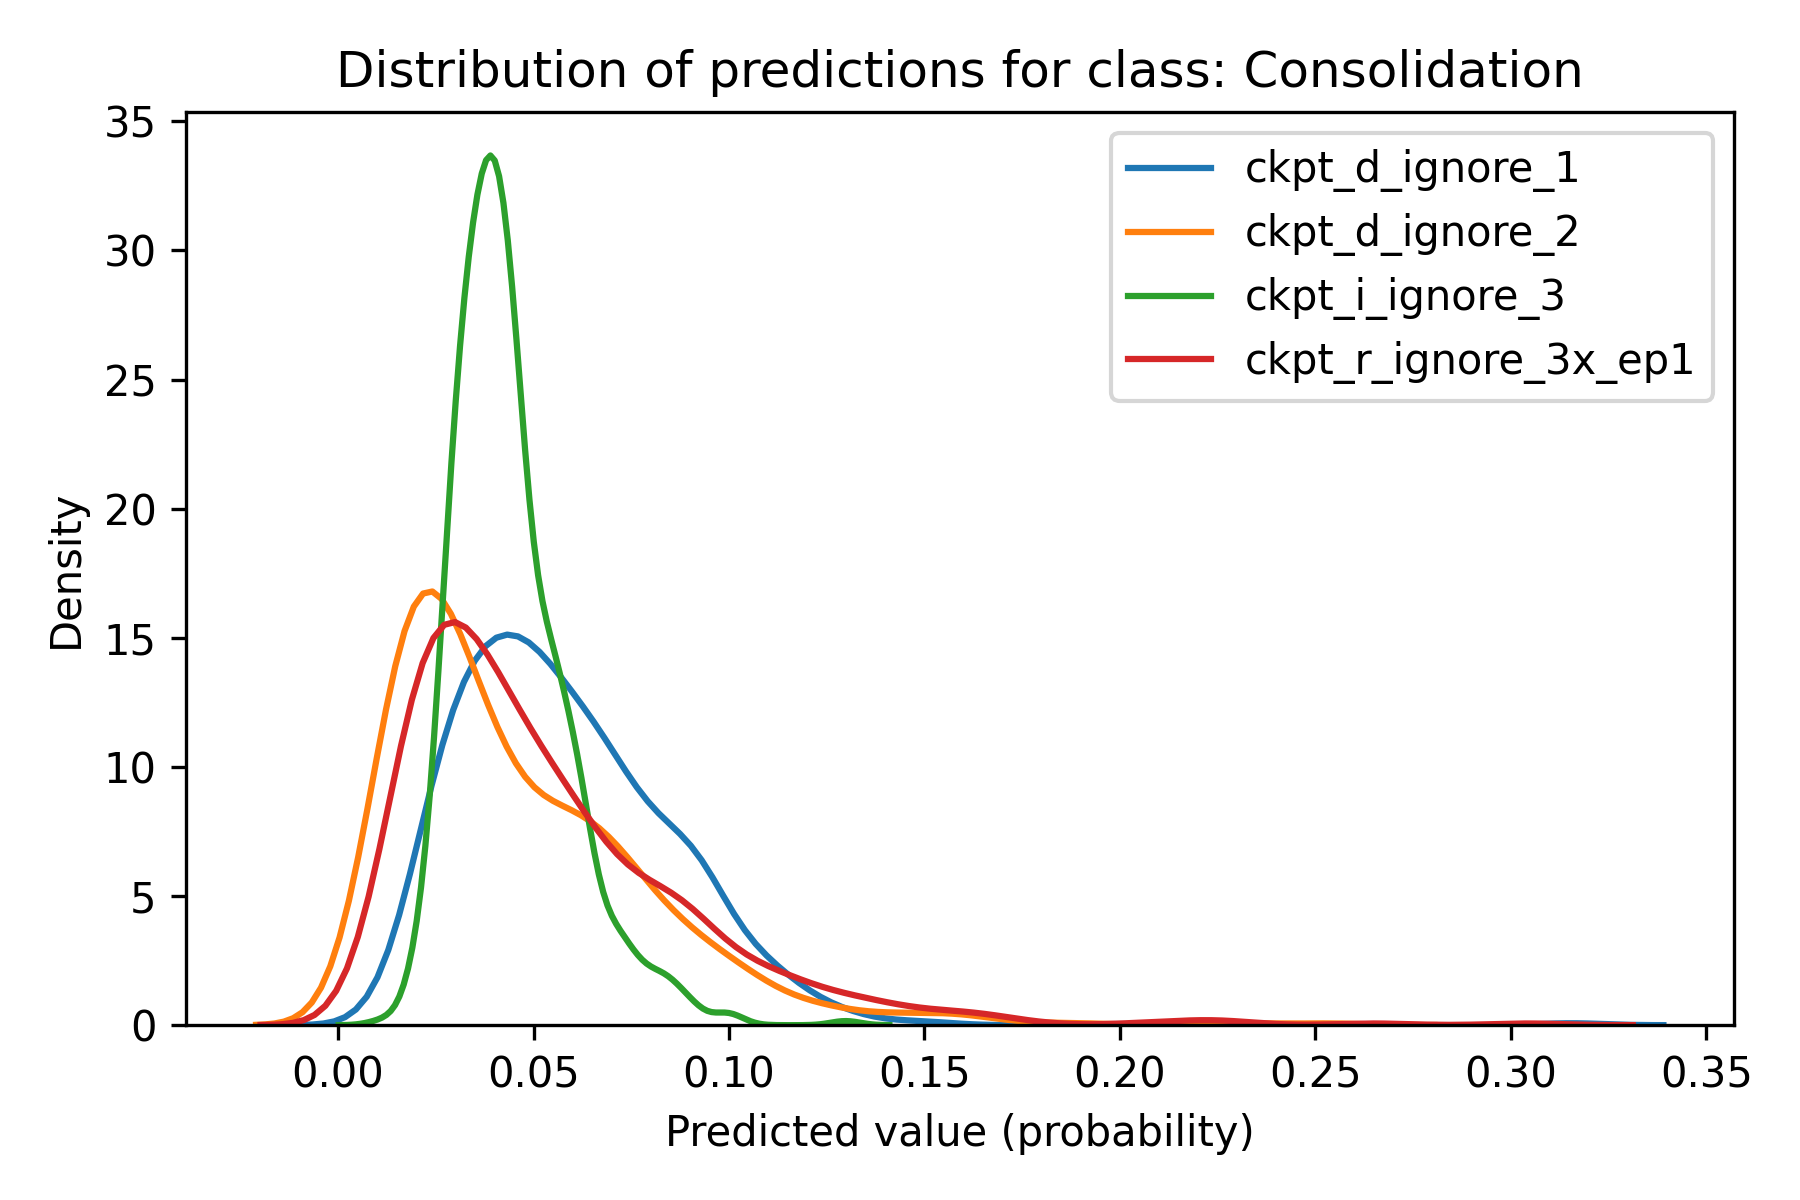 Distribution of predictions for class: Consolidation
35
30
25
20
15
10
5
0
Density
ckpt_d_ignore_1
ckpt_d_ignore_2
ckpt_i_ignore_3
ckpt_r_ignore_3x_ep1
0.00 0.05 0.10 0.15 0.20 0.25 0.30 0.35
Predicted value (probability)